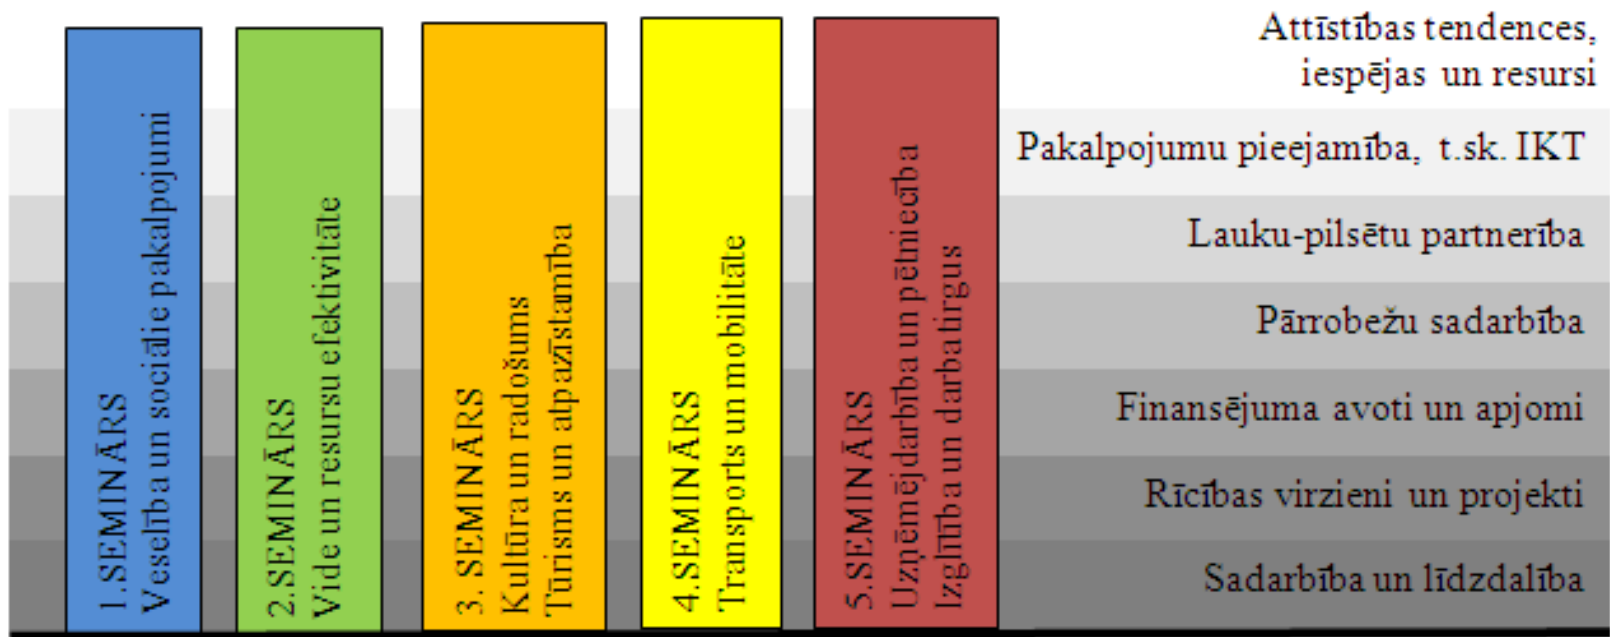 1.SEMINĀRS
Veselība un sociālie pakalpojumi
2.SEMINĀRS
Vide un resursu efektivitāte
3. SEMINĀRS
Kultūra un radošums
Tūrisms un atpazīstamība
4.SEMINĀRS
Transports un mobilitāte
5.SEMINĀRS
Uzņēmējdarbība un pētniecība
Izglītība un darba tirgus
Attīstības tendences,
iespējas un resursi
Pakalpojumu pieejamība, t.sk. IKT
Lauku-pilsētu partnerība
Pārrobežu sadarbība
Finansējuma avoti un apjomi
Rīcības virzieni un projekti
Sadarbība un līdzdalība